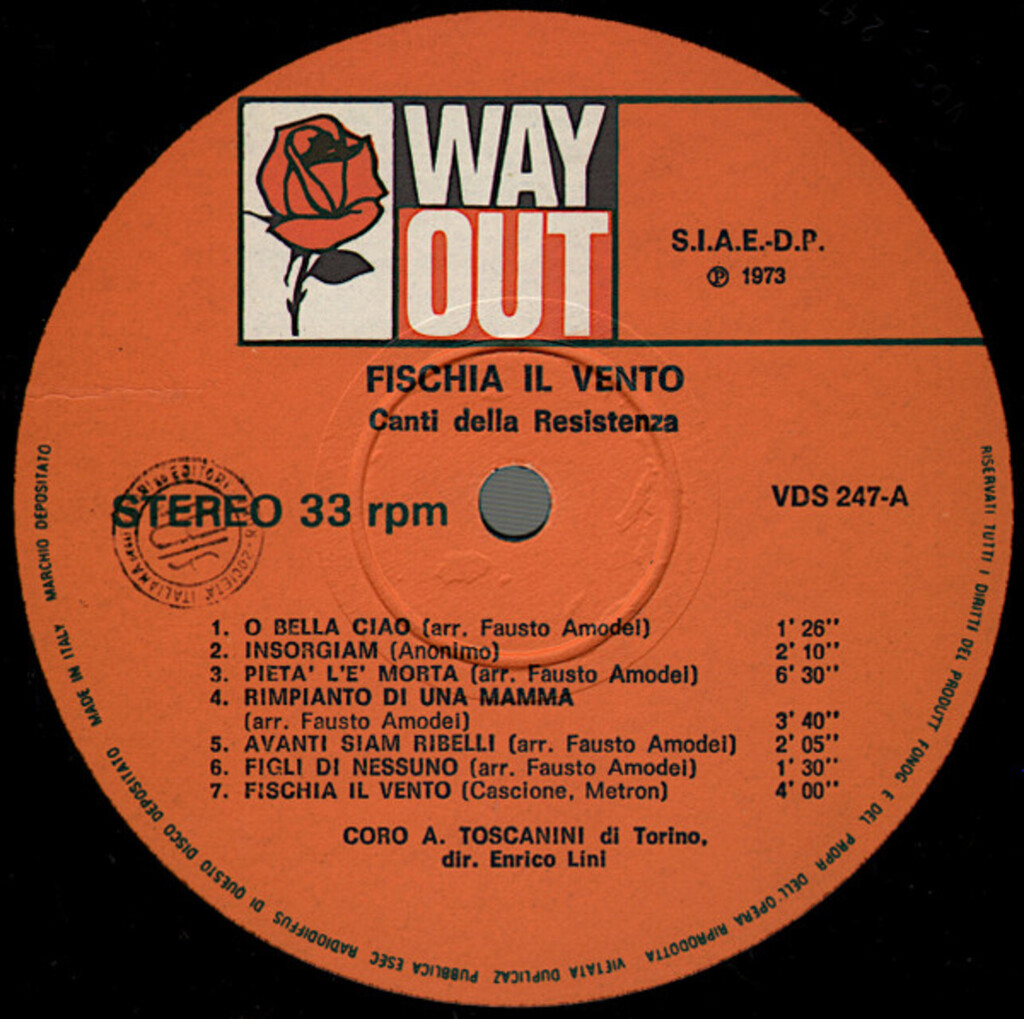 WAY
OUT
S.I.A.E.-D.P.
℗ 1973
FISCHIA IL VENTO
Canti della Resistenza
STEREO 33 rpm
VDS 247-A
1. O BELLA CIAO (arr. Fausto Amodei) 1' 26''
2. INSORGIAM (Anonimo) 2' 10''
3. PIETA' L'E' MORTA (arr. Fausto Amodei) 6' 30''
4. RIMPIANTO DI UNA MAMMA
(arr. Fausto Amodei) 3' 40''
5. AVANTI SIAM RIBELLI (arr. Fausto Amodei) 2' 05''
6. FIGLI DI NESSUNO (arr. Fausto Amodei) 1' 30''
7. FISCHIA IL VENTO (Cascione, Metron) 4' 00''
CORO A. TOSCANINI di Torino,
dir. Enrico Lini
RISERVATI TUTTI I DIRITTI DEL PRODUTT FONOG E DEL PROPR DELL'OPERA RIPRODOTTA VIETATA DUPLICAZ PUBBLICA ESEC RADIODIFFUS DI QUESTO DISCO DEPOSITATO MADE IN ITALY MARCHIO DEPOSITATO
SOCIETA' ITALIANA
EDITORI